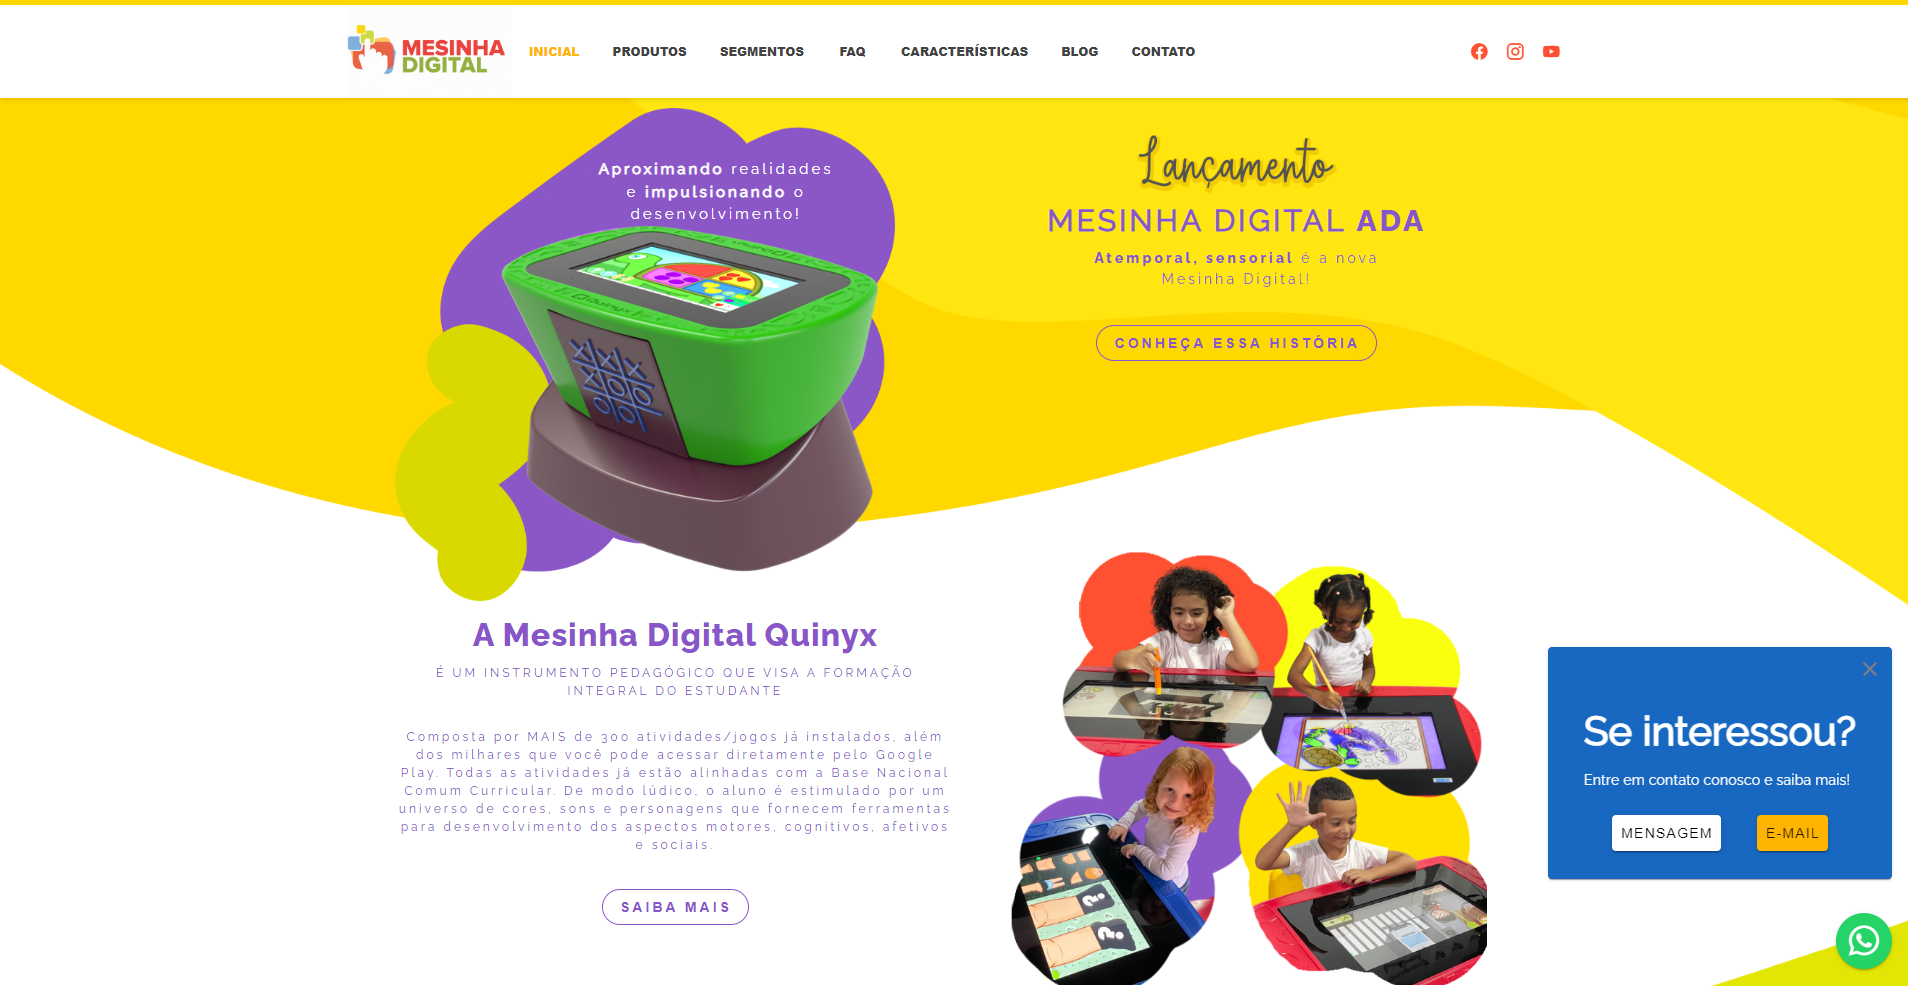 MESINHA
DIGITAL
INICIAL
PRODUTOS
SEGMENTOS
FAQ
CARACTERÍSTICAS
BLOG
CONTATO
Aproximando realidades
e impulsionando o
desenvolvimento!
Quinyx
Lançamento
MESINHA DIGITAL ADA
Atemporal, sensorial é a nova
Mesinha Digital!
CONHEÇA ESSA HISTÓRIA
A Mesinha Digital Quinyx
É UM INSTRUMENTO PEDAGÓGICO QUE VISA A FORMAÇÃO
INTEGRAL DO ESTUDANTE
Composta por MAIS de 300 atividades/jogos já instalados, além
dos milhares que você pode acessar diretamente pelo Google
Play. Todas as atividades já estão alinhadas com a Base Nacional
Comum Curricular. De modo lúdico, o aluno é estimulado por um
universo de cores, sons e personagens que fornecem ferramentas
para desenvolvimento dos aspectos motores, cognitivos, afetivos
e sociais.
SAIBA MAIS
?
?
Se interessou?
Entre em contato conosco e saiba mais!
MENSAGEM
E-MAIL